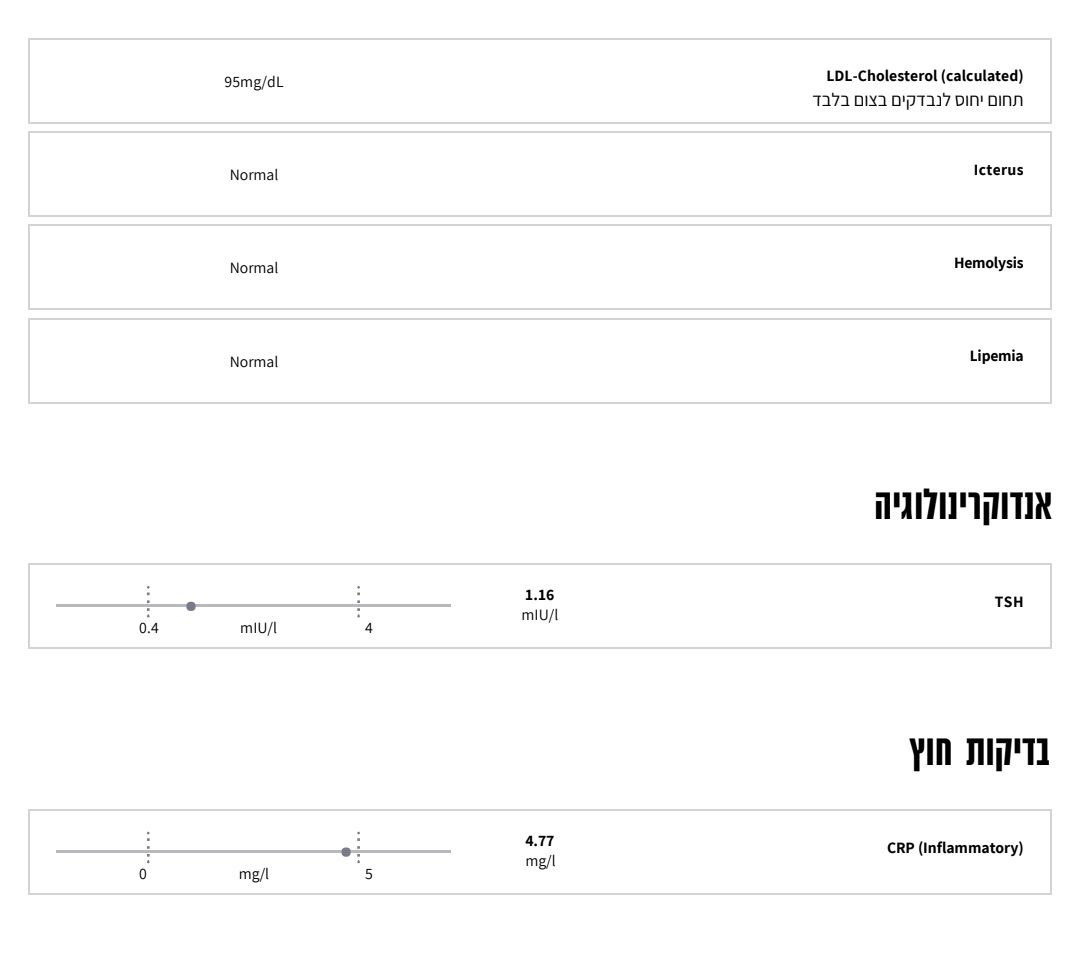 LDL-Cholesterol (calculated)
תחום יחוס לנבדקים בצום בלבד
95mg/dL
Icterus
Normal
Hemolysis
Normal
Lipemia
Normal
אנדוקרינולוגיה
TSH
1.16
mIU/l
0.4 mIU/l 4
בדיקות חוץ
CRP (Inflammatory)
4.77
mg/l
0 mg/l 5